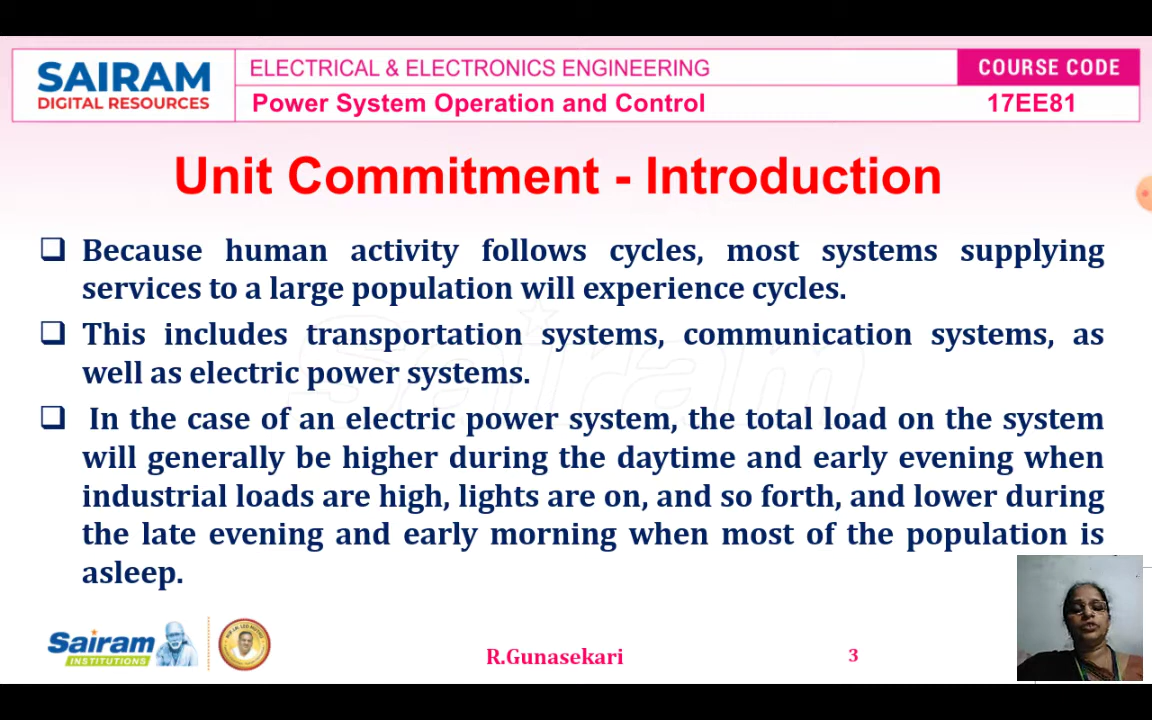 SAIRAM
DIGITAL RESOURCES
ELECTRICAL & ELECTRONICS ENGINEERING
COURSE CODE
Power System Operation and Control
17EE81
Unit Commitment - Introduction
❑ Because human activity follows cycles, most systems supplying
services to a large population will experience cycles.
❑ This includes transportation systems, communication systems, as
well as electric power systems.
❑ In the case of an electric power system, the total load on the system
will generally be higher during the daytime and early evening when
industrial loads are high, lights are on, and so forth, and lower during
the late evening and early morning when most of the population is
asleep.
Sairam
Sairam
INSTITUTIONS
R.Gunasekari
3